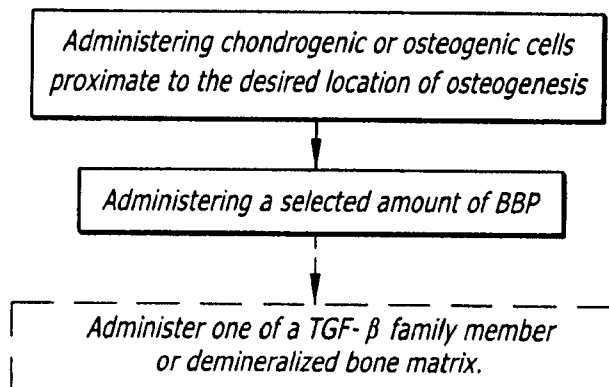 Administering chondrogenic or osteogenic cells
proximate to the desired location of osteogenesis
Administering a selected amount of BBP
Administer one of a TGF- β family member
or demineralized bone matrix.